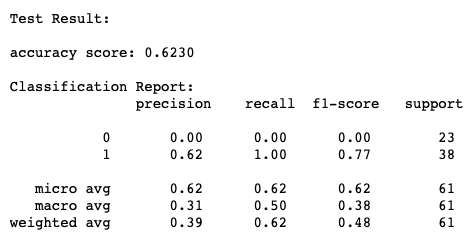 Test Result:
accuracy score: 0.6230
Classification Report:
precision recall f1-score support
0 0.00 0.00 0.00 23
1 0.62 1.00 0.77 38
micro avg 0.62 0.62 0.62 61
macro avg 0.31 0.50 0.38 61
weighted avg 0.39 0.62 0.48 61